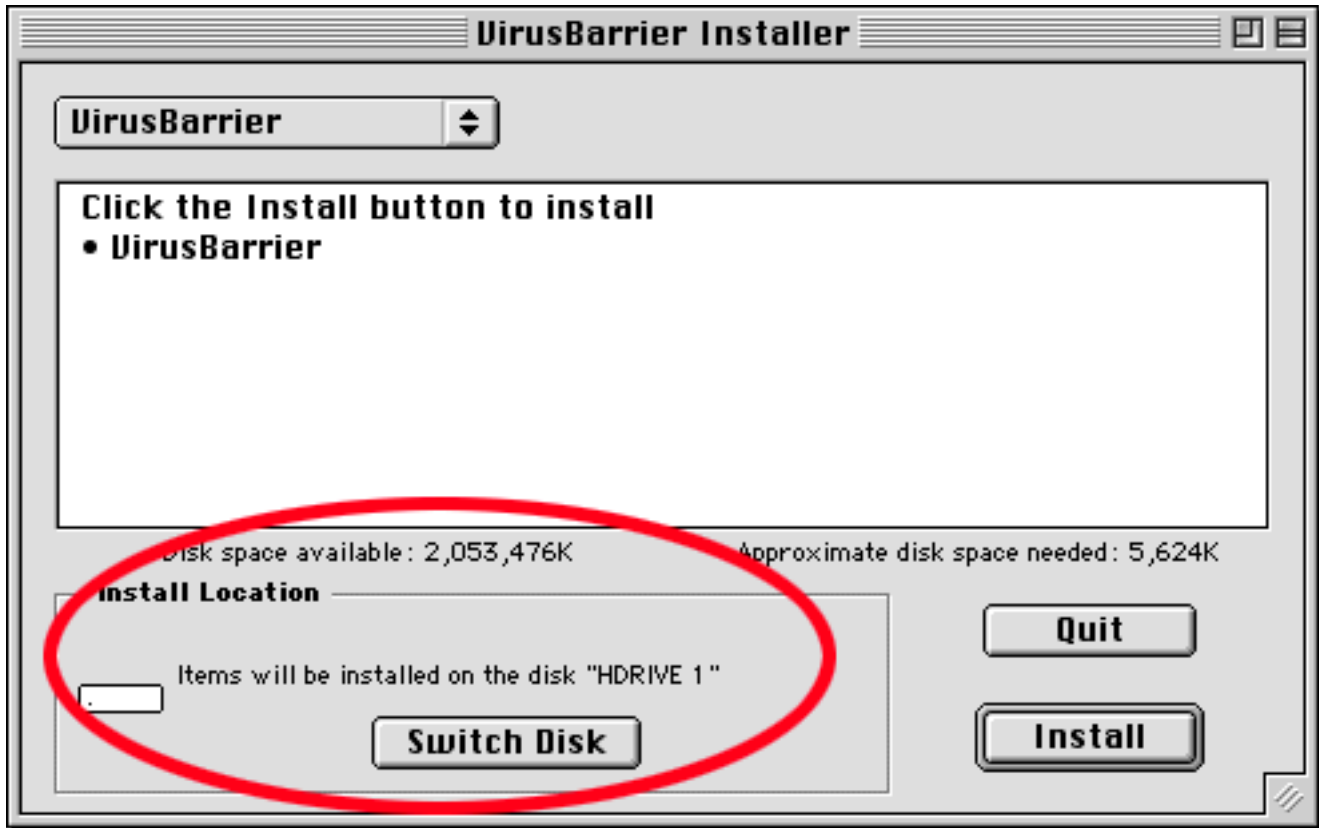 VirusBarrier Installer
VirusBarrier
Click the Install button to install
• VirusBarrier
Disk space available: 2,053,476K
Approximate disk space needed: 5,624K
Install Location
Items will be installed on the disk "HDRIVE 1"
Switch Disk
Quit
Install